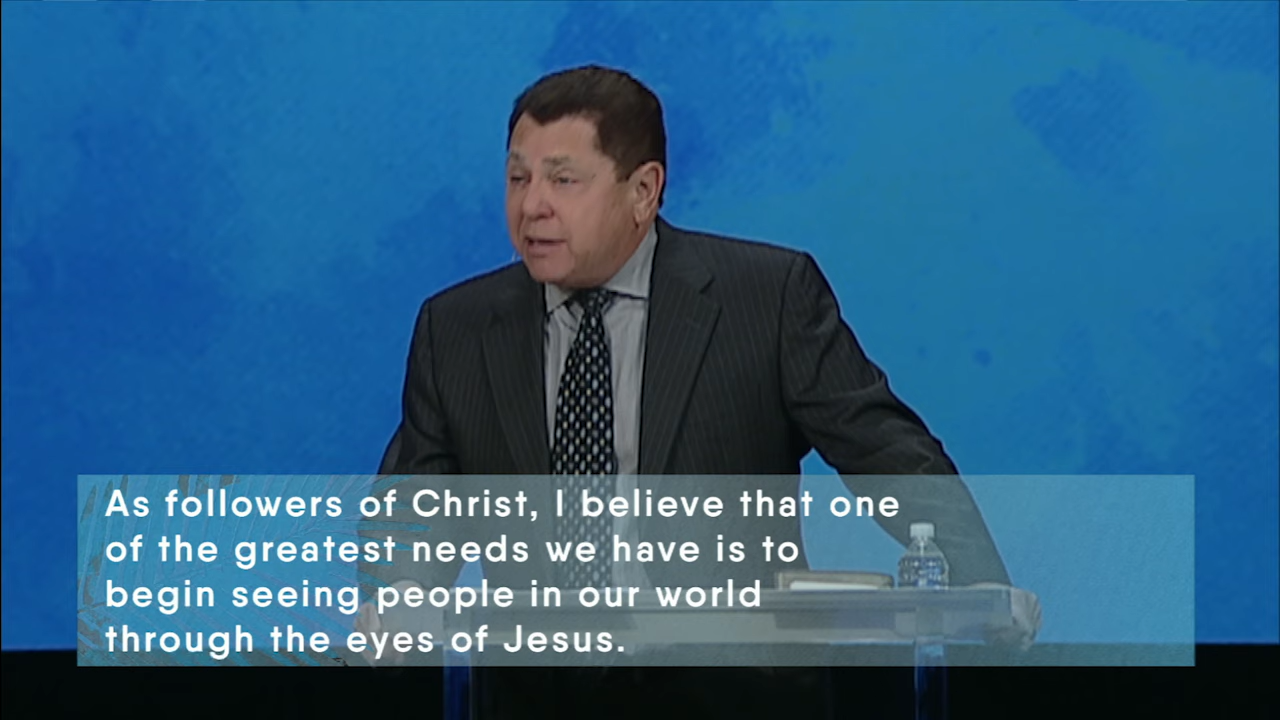 As followers of Christ, I believe that one
of the greatest needs we have is to
begin seeing people in our world
through the eyes of Jesus.